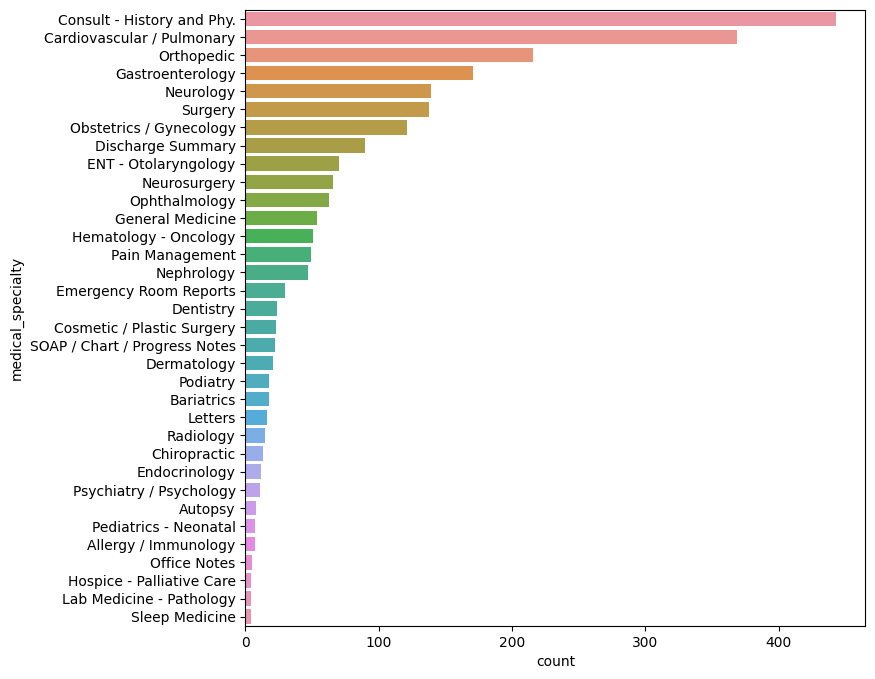 Consult - History and Phy.
Cardiovascular / Pulmonary
Orthopedic
Gastroenterology
Neurology
Surgery
Obstetrics / Gynecology
Discharge Summary
ENT - Otolaryngology
Neurosurgery
Ophthalmology
General Medicine
Hematology - Oncology
Pain Management
Nephrology
Emergency Room Reports
Dentistry
Cosmetic / Plastic Surgery
SOAP / Chart / Progress Notes
Dermatology
Podiatry
Bariatrics
Letters
Radiology
Chiropractic
Endocrinology
Psychiatry / Psychology
Autopsy
Pediatrics - Neonatal
Allergy / Immunology
Office Notes
Hospice - Palliative Care
Lab Medicine - Pathology
Sleep Medicine
medical_specialty
0 100 200 300 400
count